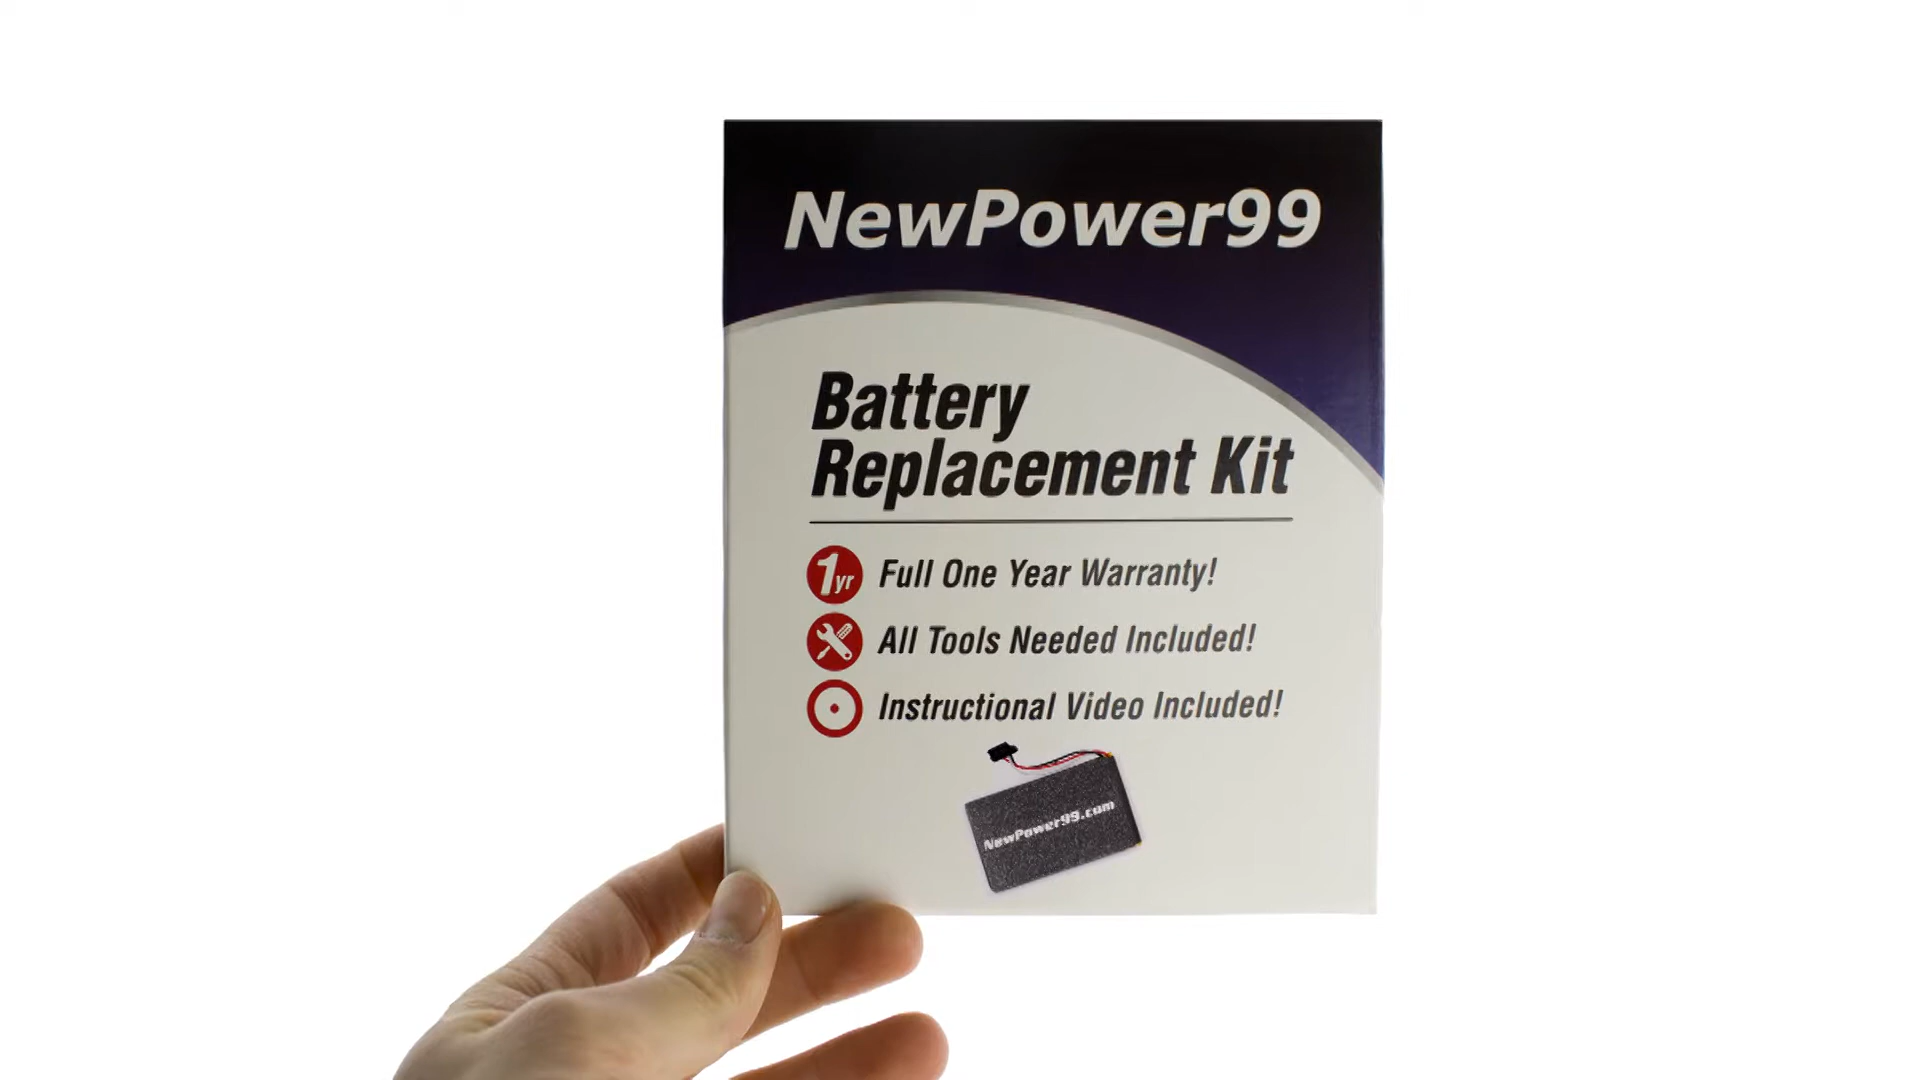 NewPower99
Battery
Replacement Kit
1yr Full One Year Warranty!
All Tools Needed Included!
Instructional Video Included!
NewPower99.com